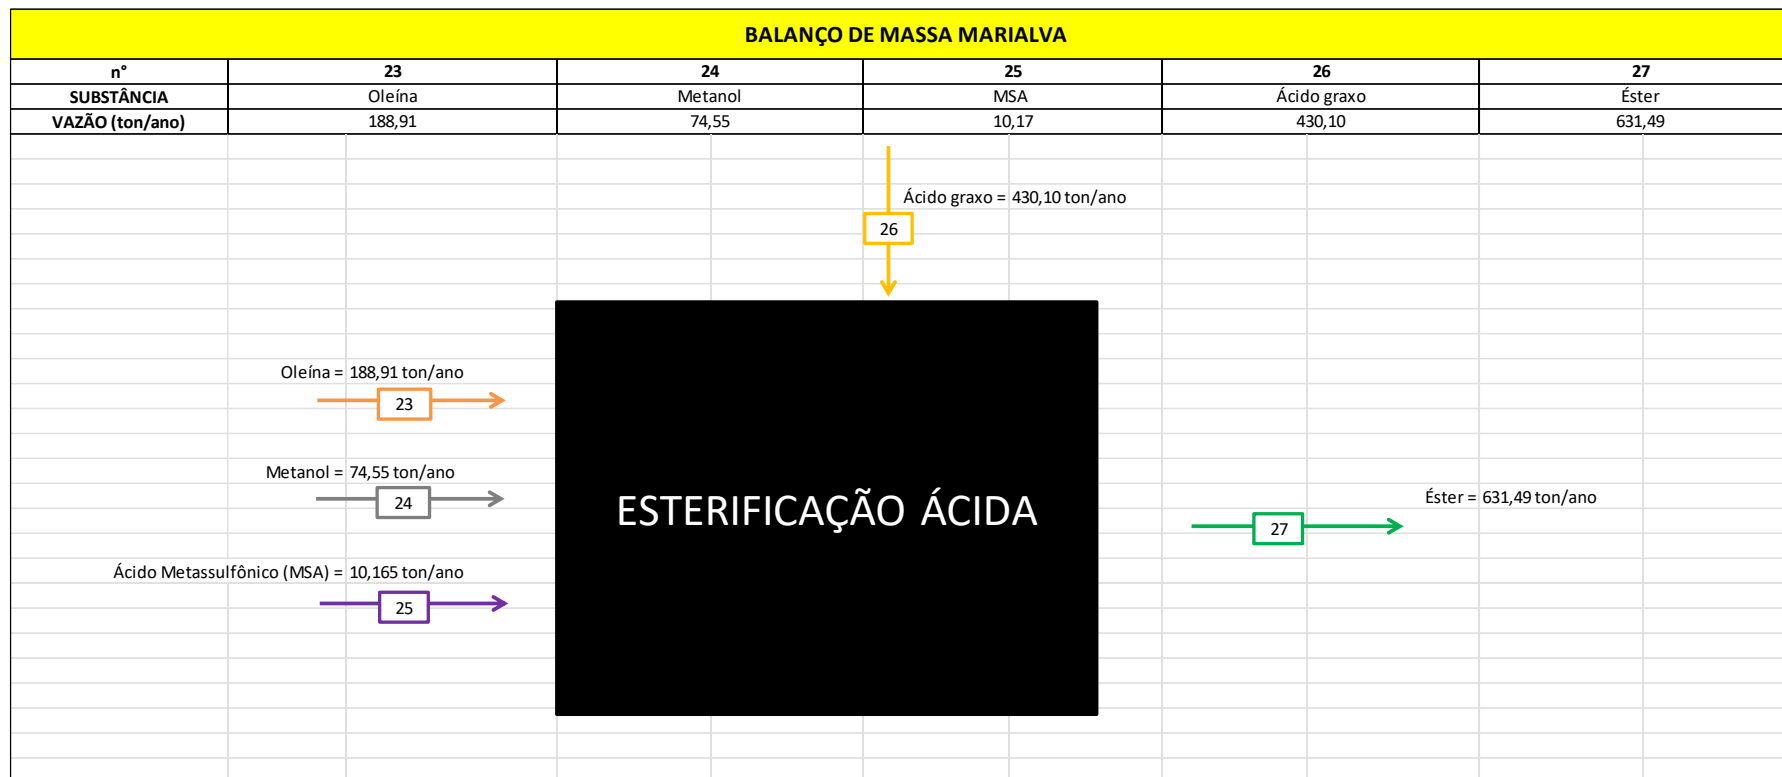 BALANÇO DE MASSA MARIALVA
n° 23 24 25 26 27
SUBSTÂNCIA Oleína Metanol MSA Ácido graxo Éster
VAZÃO (ton/ano) 188,91 74,55 10,17 430,10 631,49
Ácido graxo = 430,10 ton/ano
26
Oleína = 188,91 ton/ano
23
Metanol = 74,55 ton/ano
24
ESTERIFICAÇÃO ÁCIDA
Éster = 631,49 ton/ano
27
Ácido Metassulfônico (MSA) = 10,165 ton/ano
25